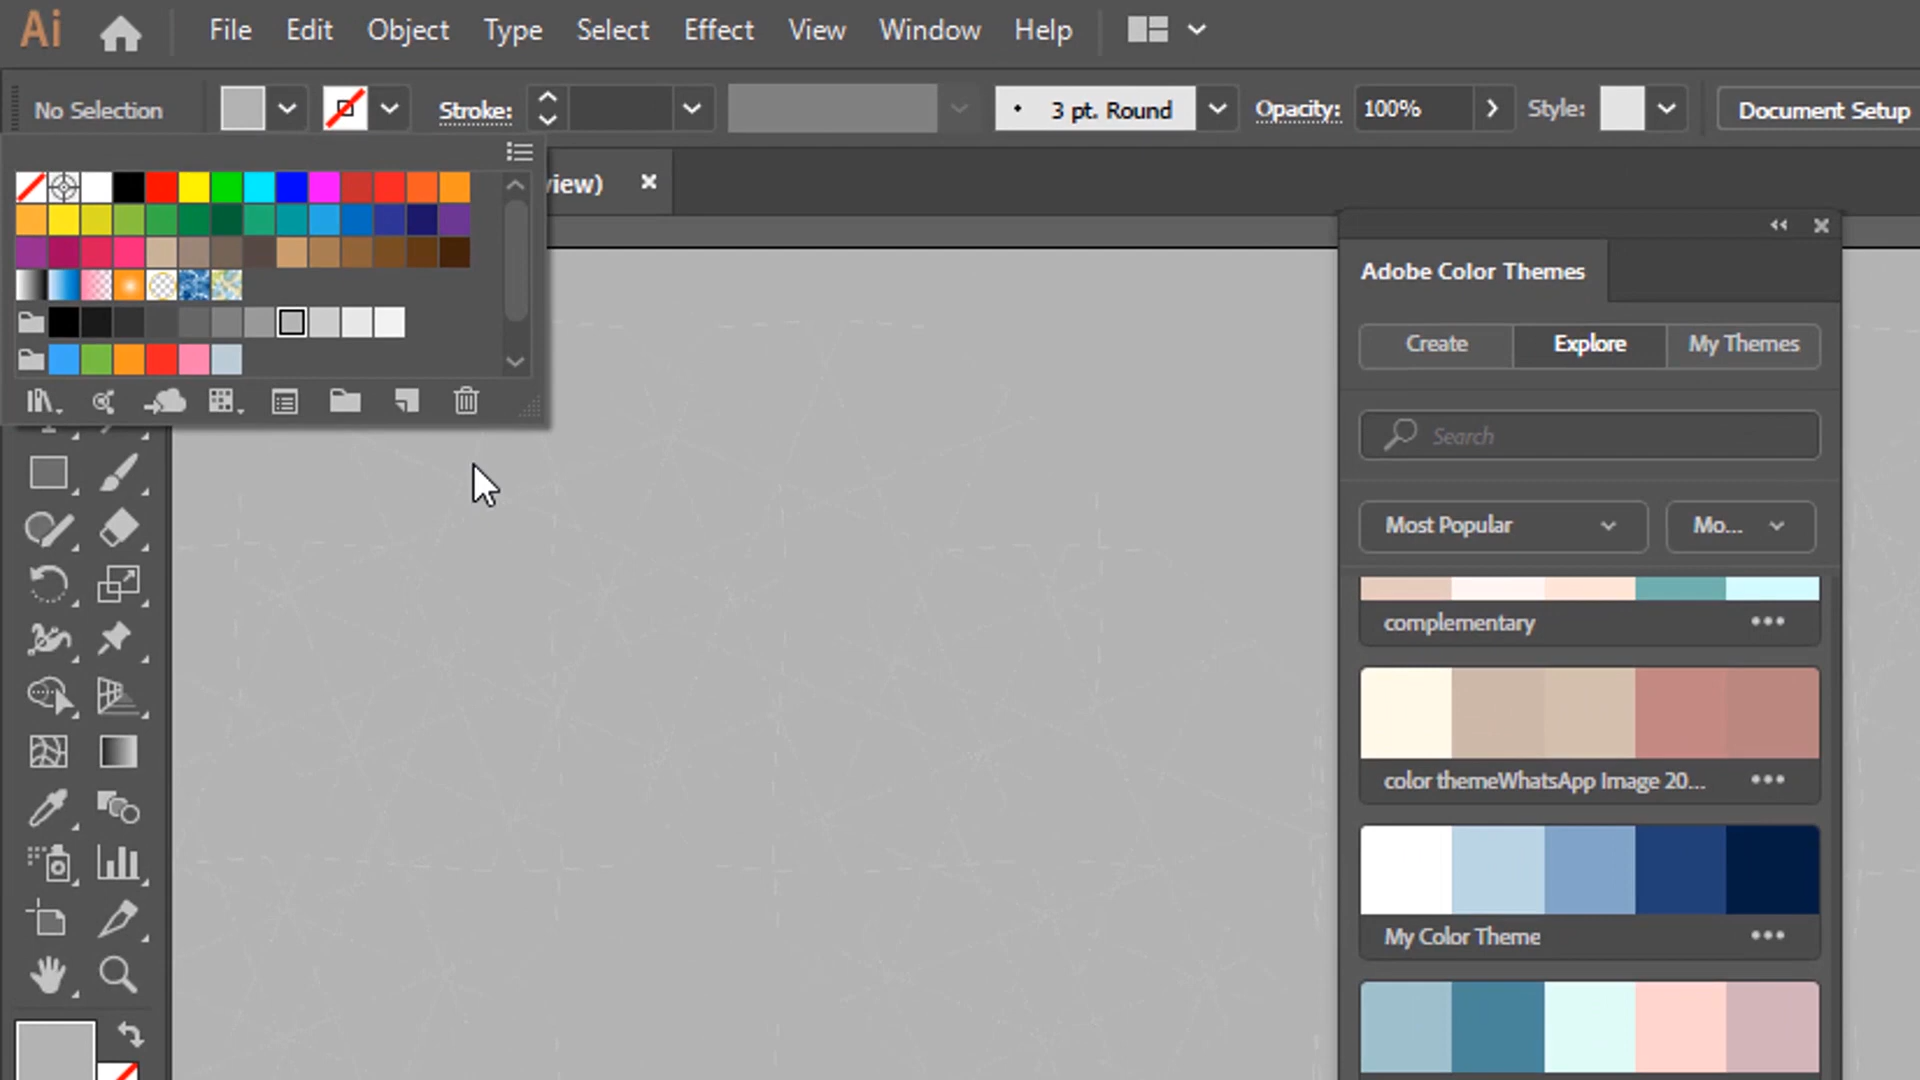 Ai File Edit Object Type Select Effect View Window Help
No Selection Stroke: • 3 pt. Round Opacity: 100% Style: Document Setup
view) ×
Adobe Color Themes
Create Explore My Themes
Search
Most Popular Mo...
complementary •••
color themeWhatsApp Image 20... •••
My Color Theme •••